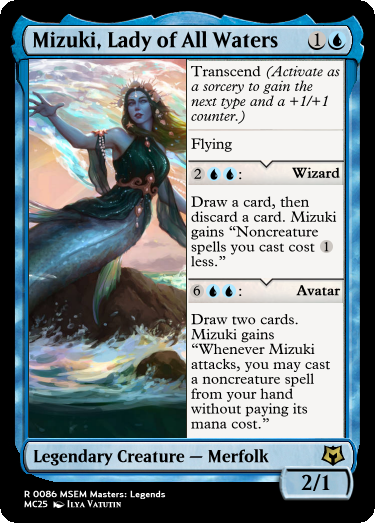 Mizuki, Lady of All Waters 1
Transcend (Activate as
a sorcery to gain the
next type and a +1/+1
counter.)
Flying
2 : Wizard
Draw a card, then
discard a card. Mizuki
gains “Noncreature
spells you cast cost 1
less.”
6 : Avatar
Draw two cards.
Mizuki gains
“Whenever Mizuki
attacks, you may cast
a noncreature spell
from your hand
without paying its
mana cost.”
Legendary Creature — Merfolk
2/1
R 0086 MSEM Masters: Legends
MC25 Ilya Vatutin